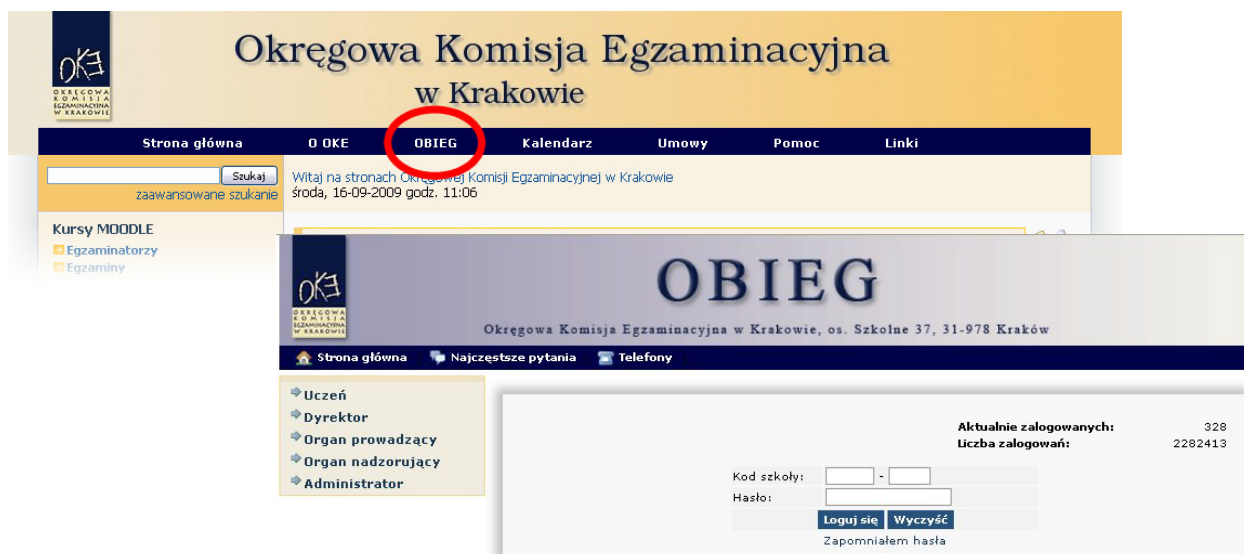 OKE
OKRĘGOWA
KOMISJA
EGZAMINACYJNA
W KRAKOWIE
Okręgowa Komisja Egzaminacyjna
w Krakowie
Strona główna O OKE OBIEG Kalendarz Umowy Pomoc Linki
Szukaj
zaawansowane szukanie
Witaj na stronach Okręgowej Komisji Egzaminacyjnej w Krakowie
środa, 16-09-2009 godz. 11:06
Kursy MOODLE
Egzaminatorzy
Egzaminy
OKE
OKRĘGOWA
KOMISJA
EGZAMINACYJNA
W KRAKOWIE
OBIEG
Okręgowa Komisja Egzaminacyjna w Krakowie, os. Szkolne 37, 31-978 Kraków
Strona główna Najczęstsze pytania Telefony
Uczeń
Dyrektor
Organ prowadzący
Organ nadzorujący
Administrator
Aktualnie zalogowanych: 328
Liczba zalogowań: 2282413
Kod szkoły: -
Hasło:
Loguj się Wyczyść
Zapomniałem hasła